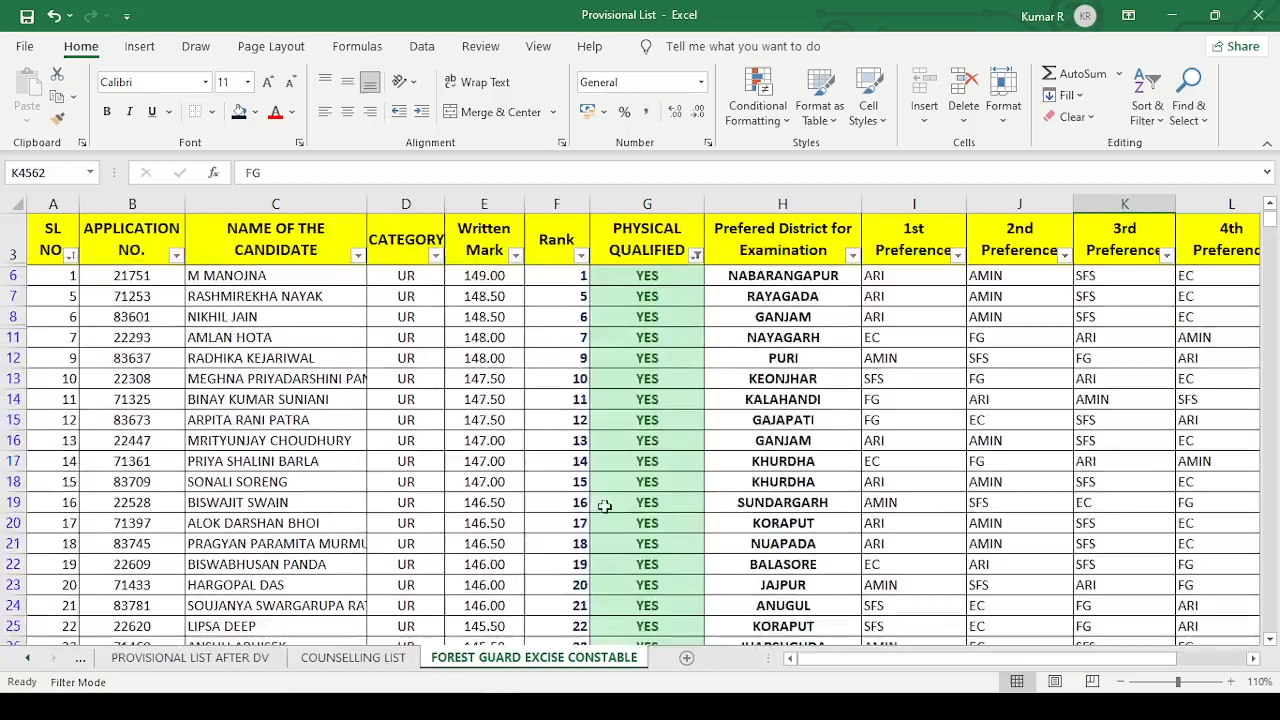 Provisional List - Excel
Kumar R KR
File Home Insert Draw Page Layout Formulas Data Review View Help Tell me what you want to do Share
Calibri 11 Wrap Text General AutoSum
Paste B I U A Merge & Center % Conditional Formatting Format as Table Cell Styles Insert Delete Format Fill Clear Sort & Filter Find & Select
Clipboard Font Alignment Number Styles Cells Editing
K4562 fx FG
A B C D E F G H I J K L
3 SL NO. APPLICATION NO. NAME OF THE CANDIDATE CATEGORY Written Mark Rank PHYSICAL QUALIFIED Prefered District for Examination 1st Preference 2nd Preference 3rd Preference 4th
6 1 21751 M MANOJNA UR 149.00 1 YES NABARANGAPUR ARI AMIN SFS EC
7 5 71253 RASHMIREKHA NAYAK UR 148.50 5 YES RAYAGADA ARI AMIN SFS EC
8 6 83601 NIKHIL JAIN UR 148.50 6 YES GANJAM ARI AMIN SFS EC
11 7 22293 AMLAN HOTA UR 148.00 7 YES NAYAGARH EC FG ARI AMIN
12 9 83637 RADHIKA KEJARIWAL UR 148.00 9 YES PURI AMIN SFS FG ARI
13 10 22308 MEGHNA PRIYADARSHINI PAN UR 147.50 10 YES KEONJHAR SFS FG ARI EC
14 11 71325 BINAY KUMAR SUNIANI UR 147.50 11 YES KALAHANDI FG ARI AMIN SFS
15 12 83673 ARPITA RANI PATRA UR 147.00 12 YES GAJAPATI FG EC SFS ARI
16 13 22447 MRITYUNJAY CHOUDHURY UR 147.00 13 YES GANJAM ARI AMIN SFS EC
17 14 71361 PRIYA SHALINI BARLA UR 147.00 14 YES KHURDHA EC FG ARI AMIN
18 15 83709 SONALI SORENG UR 147.00 15 YES KHURDHA ARI AMIN SFS EC
19 16 22528 BISWAJIT SWAIN UR 146.50 16 YES SUNDARGARH AMIN SFS EC FG
20 17 71397 ALOK DARSHAN BHOI UR 146.50 17 YES KORAPUT ARI AMIN SFS EC
21 18 83745 PRAGYAN PARAMITA MURMU UR 146.50 18 YES NUAPADA ARI AMIN SFS EC
22 19 22609 BISWABHUSAN PANDA UR 146.00 19 YES BALASORE EC ARI SFS FG
23 20 71433 HARGOPAL DAS UR 146.00 20 YES JAJPUR AMIN SFS ARI FG
24 21 83781 SOUJANYA SWARGARUPA RA UR 146.00 21 YES ANUGUL SFS EC FG ARI
25 22 22620 LIPSA DEEP UR 145.50 22 YES KORAPUT SFS EC FG ARI
... PROVISIONAL LIST AFTER DV COUNSELLING LIST FOREST GUARD EXCISE CONSTABLE
Ready Filter Mode 110%